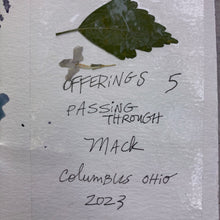 OFFERINGS 5
PASSING
THROUGH
Mack
Columbus OHIO
2023